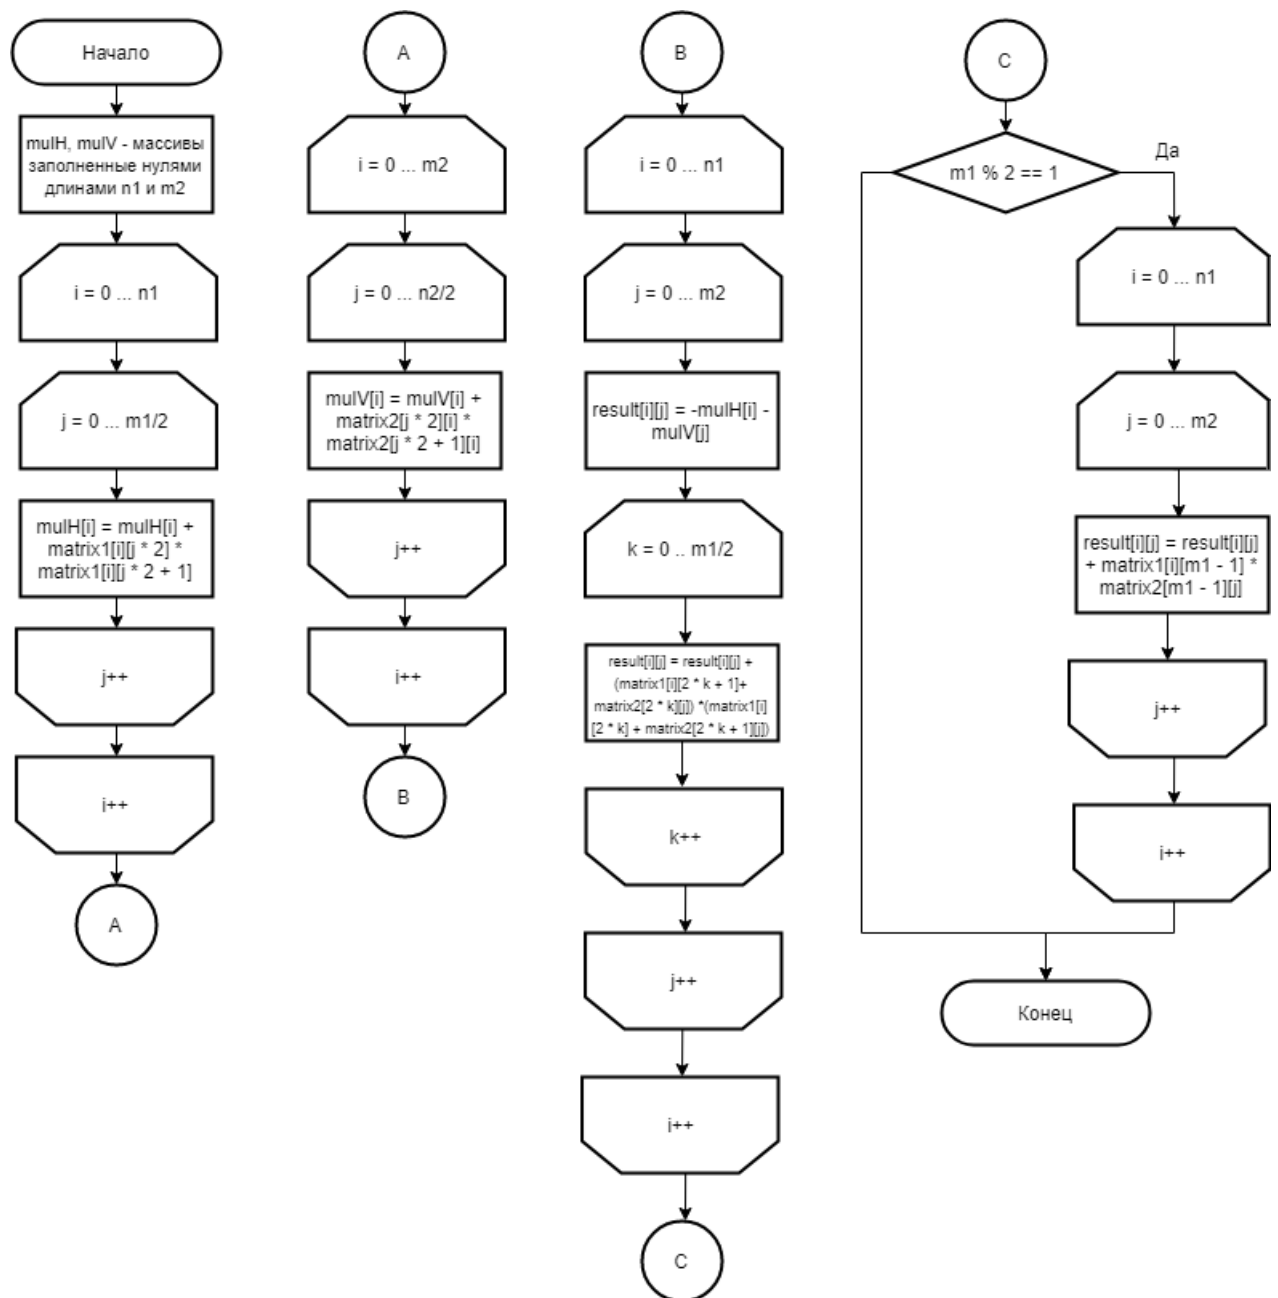 Начало
mulH, mulV - массивы
заполненные нулями
длинами n1 и m2
i = 0 ... n1
j = 0 ... m1/2
mulH[i] = mulH[i] +
matrix1[i][j * 2] *
matrix1[i][j * 2 + 1]
j++
i++
A
A
i = 0 ... m2
j = 0 ... n2/2
mulV[i] = mulV[i] +
matrix2[j * 2][i] *
matrix2[j * 2 + 1][i]
j++
i++
B
B
i = 0 ... n1
j = 0 ... m2
result[i][j] = -mulH[i] -
mulV[j]
k = 0 .. m1/2
result[i][j] = result[i][j] +
(matrix1[i][2 * k + 1]+
matrix2[2 * k][j]) *(matrix1[i]
[2 * k] + matrix2[2 * k + 1][j])
k++
j++
i++
C
C
m1 % 2 == 1
Да
i = 0 ... n1
j = 0 ... m2
result[i][j] = result[i][j]
+ matrix1[i][m1 - 1] *
matrix2[m1 - 1][j]
j++
i++
Конец